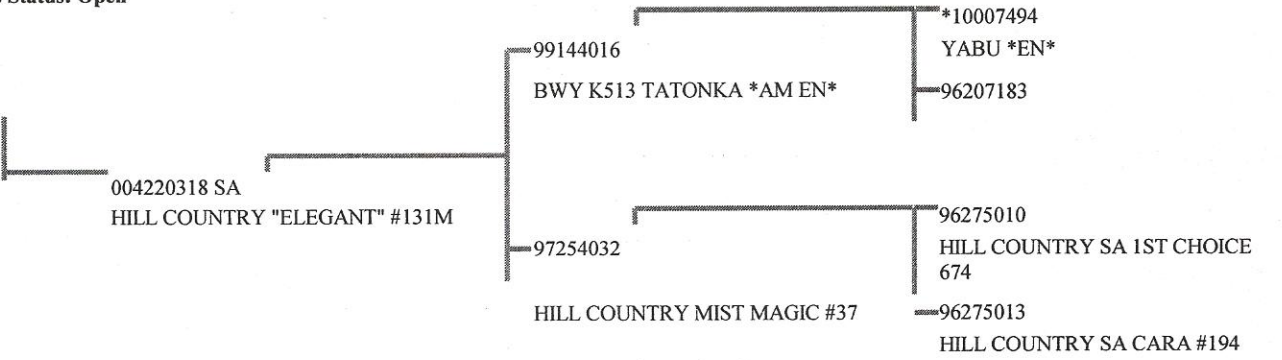 Status: Open
*10007494
YABU *EN*
99144016
BWY K513 TATONKA *AM EN*
96207183
004220318 SA
HILL COUNTRY "ELEGANT" #131M
96275010
HILL COUNTRY SA 1ST CHOICE
674
97254032
HILL COUNTRY MIST MAGIC #37
96275013
HILL COUNTRY SA CARA #194